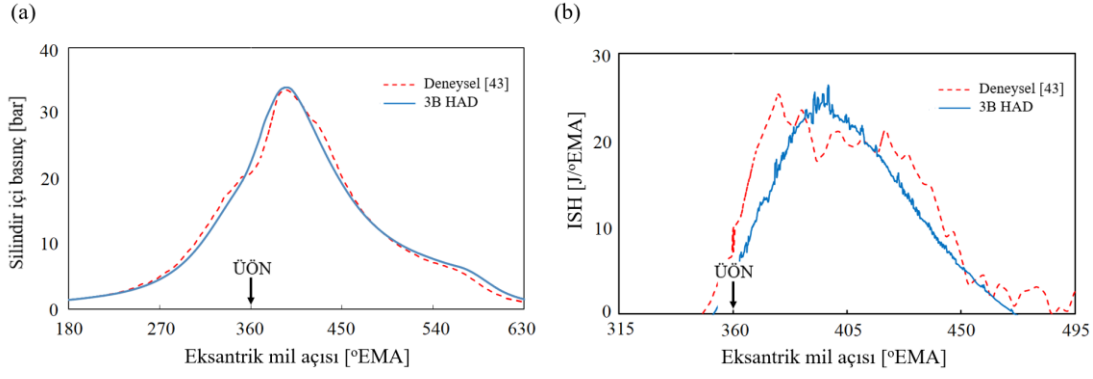 (a)
Silindir içi basınç [bar]
40
30
20
10
0
Deneysel [43]
3B HAD
ÜÖN
180 270 360 450 540 630
Eksantrik mil açısı [°EMA]
(b)
ISH [J/°EMA]
30
20
10
0
Deneysel [43]
3B HAD
ÜÖN
315 360 405 450 495
Eksantrik mil açısı [°EMA]